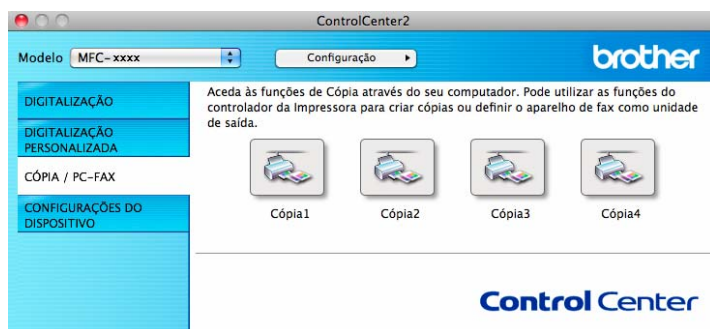 ControlCenter2
Modelo MFC-xxxx Configuração brother
DIGITALIZAÇÃO
DIGITALIZAÇÃO
PERSONALIZADA
CÓPIA / PC-FAX
CONFIGURAÇÕES DO
DISPOSITIVO
Aceda às funções de Cópia através do seu computador. Pode utilizar as funções do
controlador da Impressora para criar cópias ou definir o aparelho de fax como unidade
de saída.
Cópia1 Cópia2 Cópia3 Cópia4
Control Center